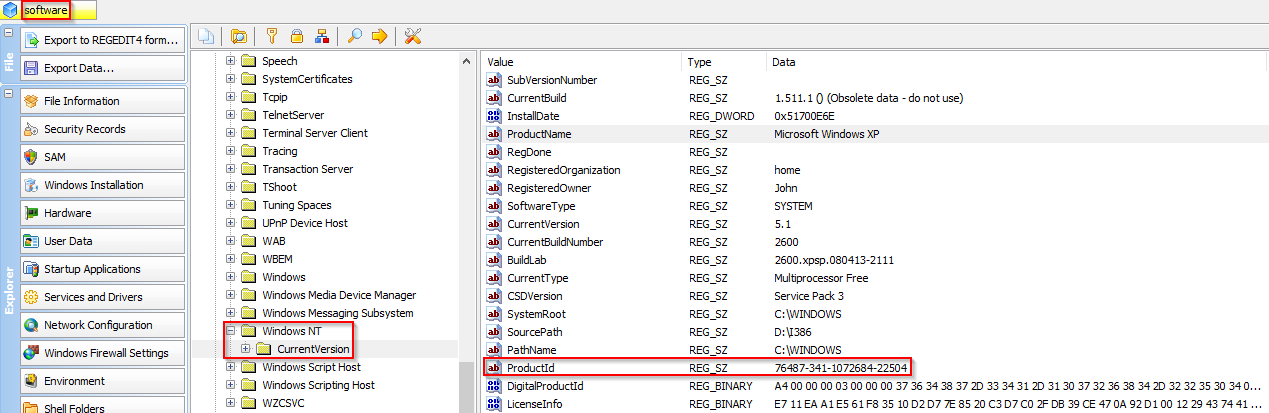 software
File
Export to REGEDIT4 form...
Export Data...
Explorer
File Information
Security Records
SAM
Windows Installation
Hardware
User Data
Startup Applications
Services and Drivers
Network Configuration
Windows Firewall Settings
Environment
Shell Folders
Speech
SystemCertificates
Tcpip
TelnetServer
Terminal Server Client
Tracing
Transaction Server
TShoot
Tuning Spaces
UPnP Device Host
WAB
WBEM
Windows
Windows Media Device Manager
Windows Messaging Subsystem
Windows NT
CurrentVersion
Windows Script Host
Windows Scripting Host
WZCSVC
Value Type Data
SubVersionNumber REG_SZ
CurrentBuild REG_SZ 1.511.1 () (Obsolete data - do not use)
InstallDate REG_DWORD 0x51700E6E
ProductName REG_SZ Microsoft Windows XP
RegDone REG_SZ
RegisteredOrganization REG_SZ home
RegisteredOwner REG_SZ John
SoftwareType REG_SZ SYSTEM
CurrentVersion REG_SZ 5.1
CurrentBuildNumber REG_SZ 2600
BuildLab REG_SZ 2600.xpsp.080413-2111
CurrentType REG_SZ Multiprocessor Free
CSDVersion REG_SZ Service Pack 3
SystemRoot REG_SZ C:\WINDOWS
SourcePath REG_SZ D:\I386
PathName REG_SZ C:\WINDOWS
ProductId REG_SZ 76487-341-1072684-22504
DigitalProductId REG_BINARY A4 00 00 00 03 00 00 00 37 36 34 38 37 2D 33 34 31 2D 31 30 37 32 36 38 34 2D 32 32 35 30 34 0...
LicenseInfo REG_BINARY E7 11 EA A1 E5 61 F8 35 10 D2 D7 7E 85 20 C3 D7 C0 2F DB 39 CE 47 0A 92 D1 00 12 29 43 74 41 ...